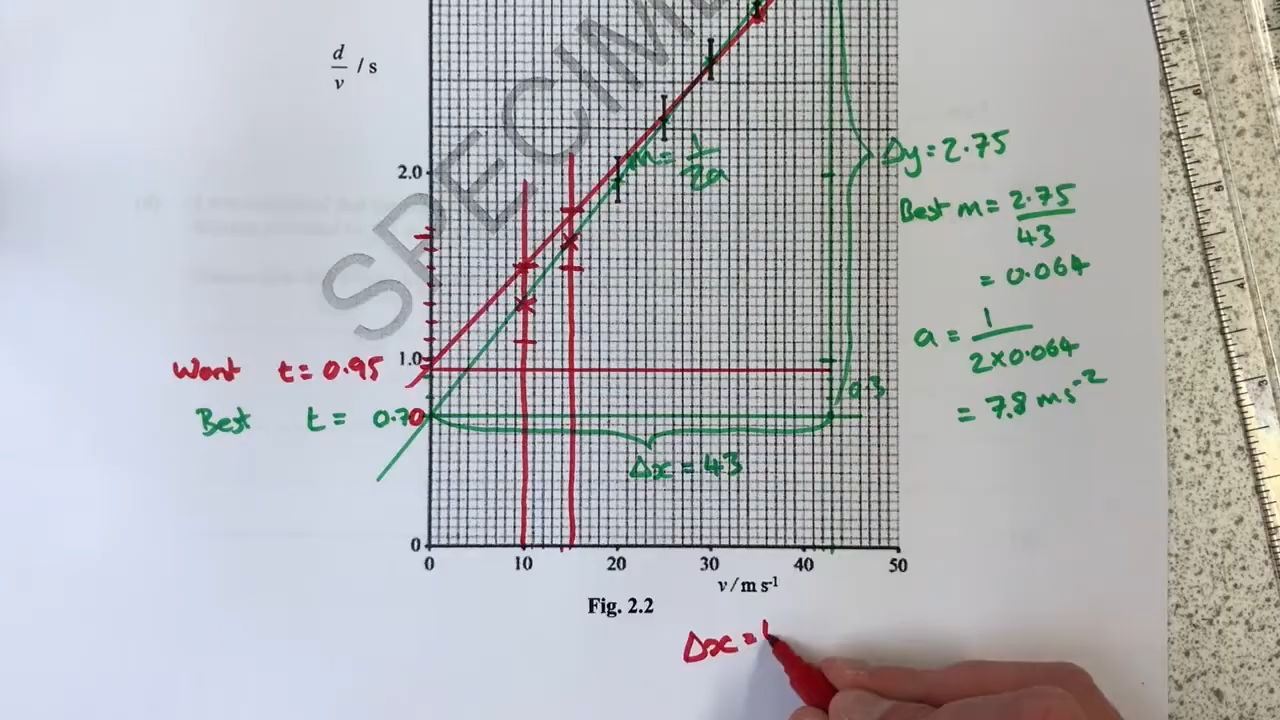 d
v
/ s
SPECIME
2.0
m = 1
2a
Δy = 2.75
Best m = 2.75
43
= 0.064
a = 1
2×0.064
= 7.8 ms⁻²
1.0
Worst t = 0.95
Best t = 0.70
0.3
Δx = 43
0
0 10 20 30 40 50
v / m s⁻¹
Fig. 2.2
Δx =